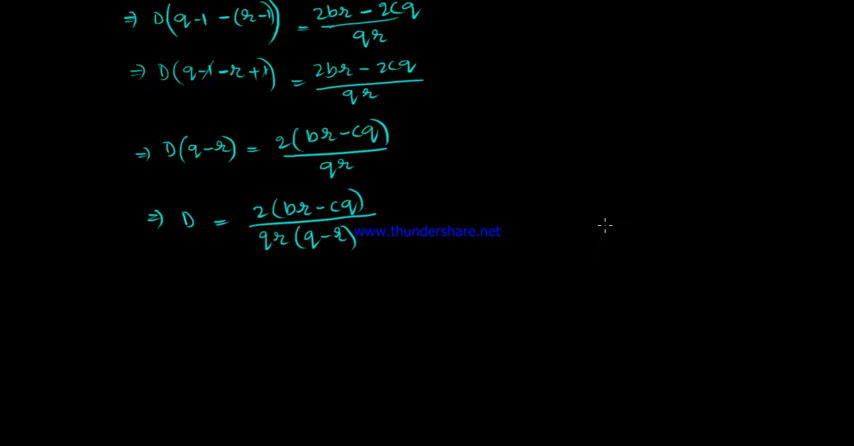 ⇒ D(q-1-(r-1)) = (2br - 2cq)/qr
⇒ D(q-1-r+1) = (2br - 2cq)/qr
⇒ D(q-r) = 2(br-cq)/qr
⇒ D = 2(br-cq)/qr(q-r)
www.thundershare.net